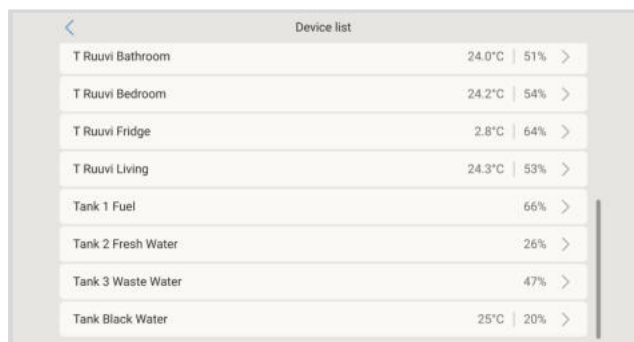 Device list
T Ruuvi Bathroom 24.0°C 51%
T Ruuvi Bedroom 24.2°C 54%
T Ruuvi Fridge 2.8°C 64%
T Ruuvi Living 24.3°C 53%
Tank 1 Fuel 66%
Tank 2 Fresh Water 26%
Tank 3 Waste Water 47%
Tank Black Water 25°C 20%